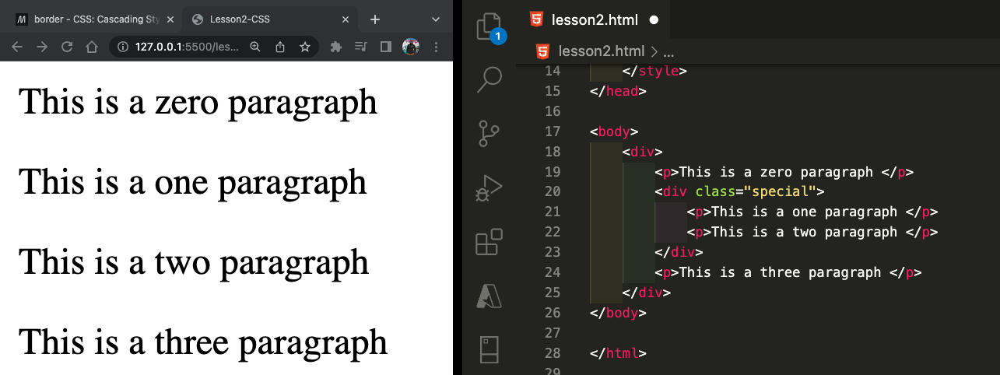 border - CSS: Cascading Sty
Lesson2-CSS
127.0.0.1:5500/les...
This is a zero paragraph
This is a one paragraph
This is a two paragraph
This is a three paragraph
1
lesson2.html
lesson2.html > ...
14 </style>
15 </head>
16
17 <body>
18 <div>
19 <p>This is a zero paragraph </p>
20 <div class="special">
21 <p>This is a one paragraph </p>
22 <p>This is a two paragraph </p>
23 </div>
24 <p>This is a three paragraph </p>
25 </div>
26 </body>
27
28 </html>
29